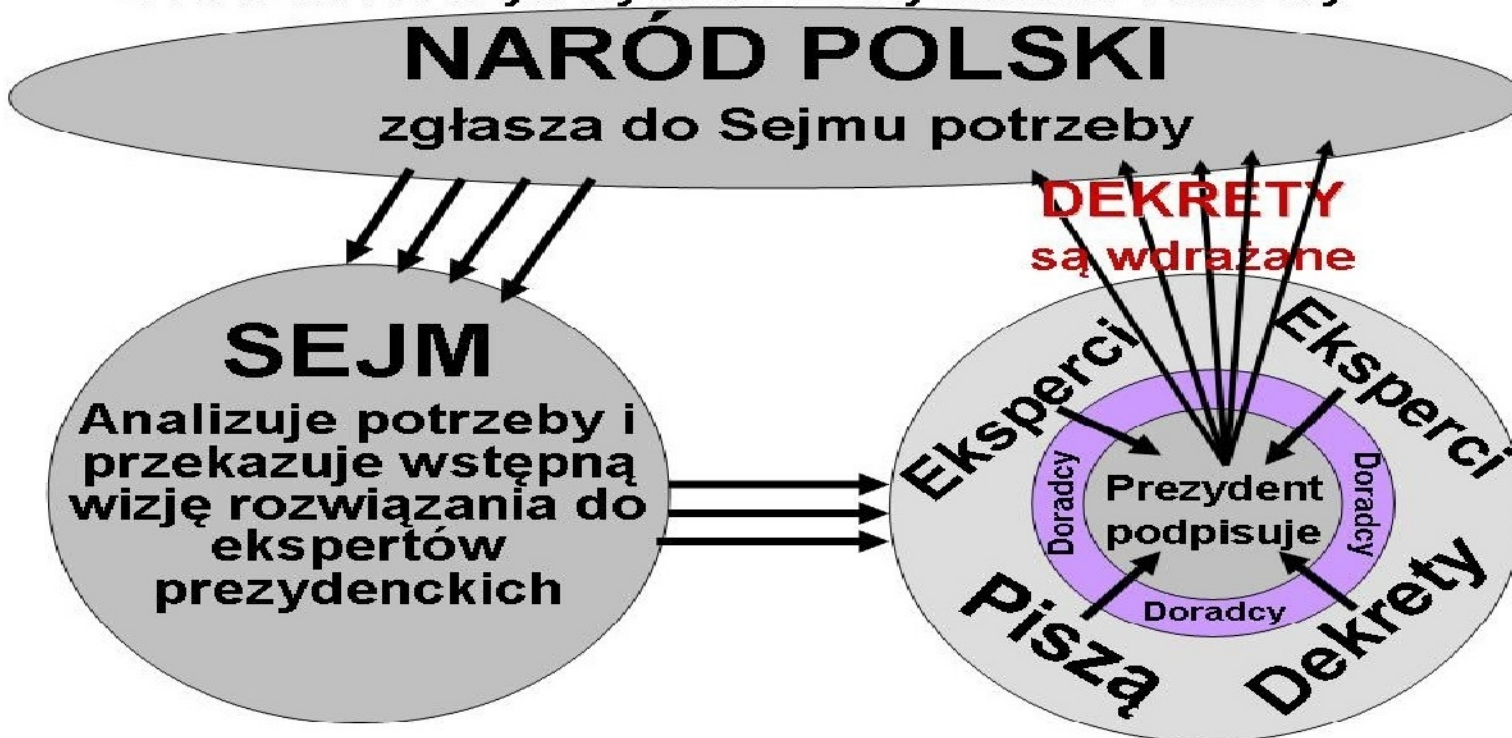 NARÓD POLSKI
zgłasza do Sejmu potrzeby
DEKRETY
są wdrażane
SEJM
Analizuje potrzeby i
przekazuje wstępną
wizję rozwiązania do
ekspertów
prezydenckich
Eksperci
Eksperci
Doradcy
Doradcy
Prezydent
podpisuje
Doradcy
Piszą
Dekrety